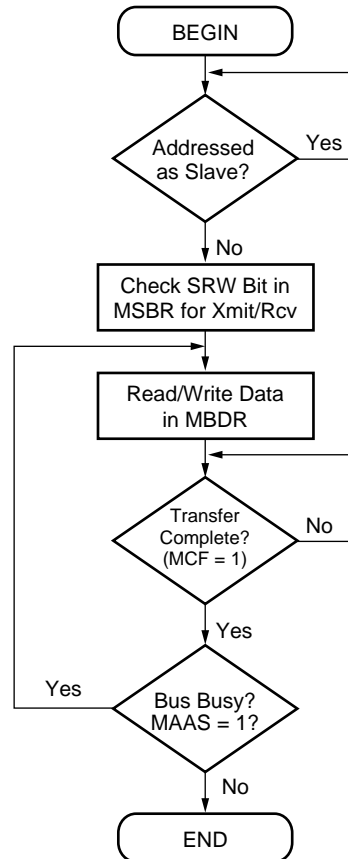 BEGIN
Addressed
as Slave?
Yes
No
Check SRW Bit in
MSBR for Xmit/Rcv
Read/Write Data
in MBDR
Transfer
Complete?
(MCF = 1)
No
Yes
Yes
Bus Busy?
MAAS = 1?
No
END